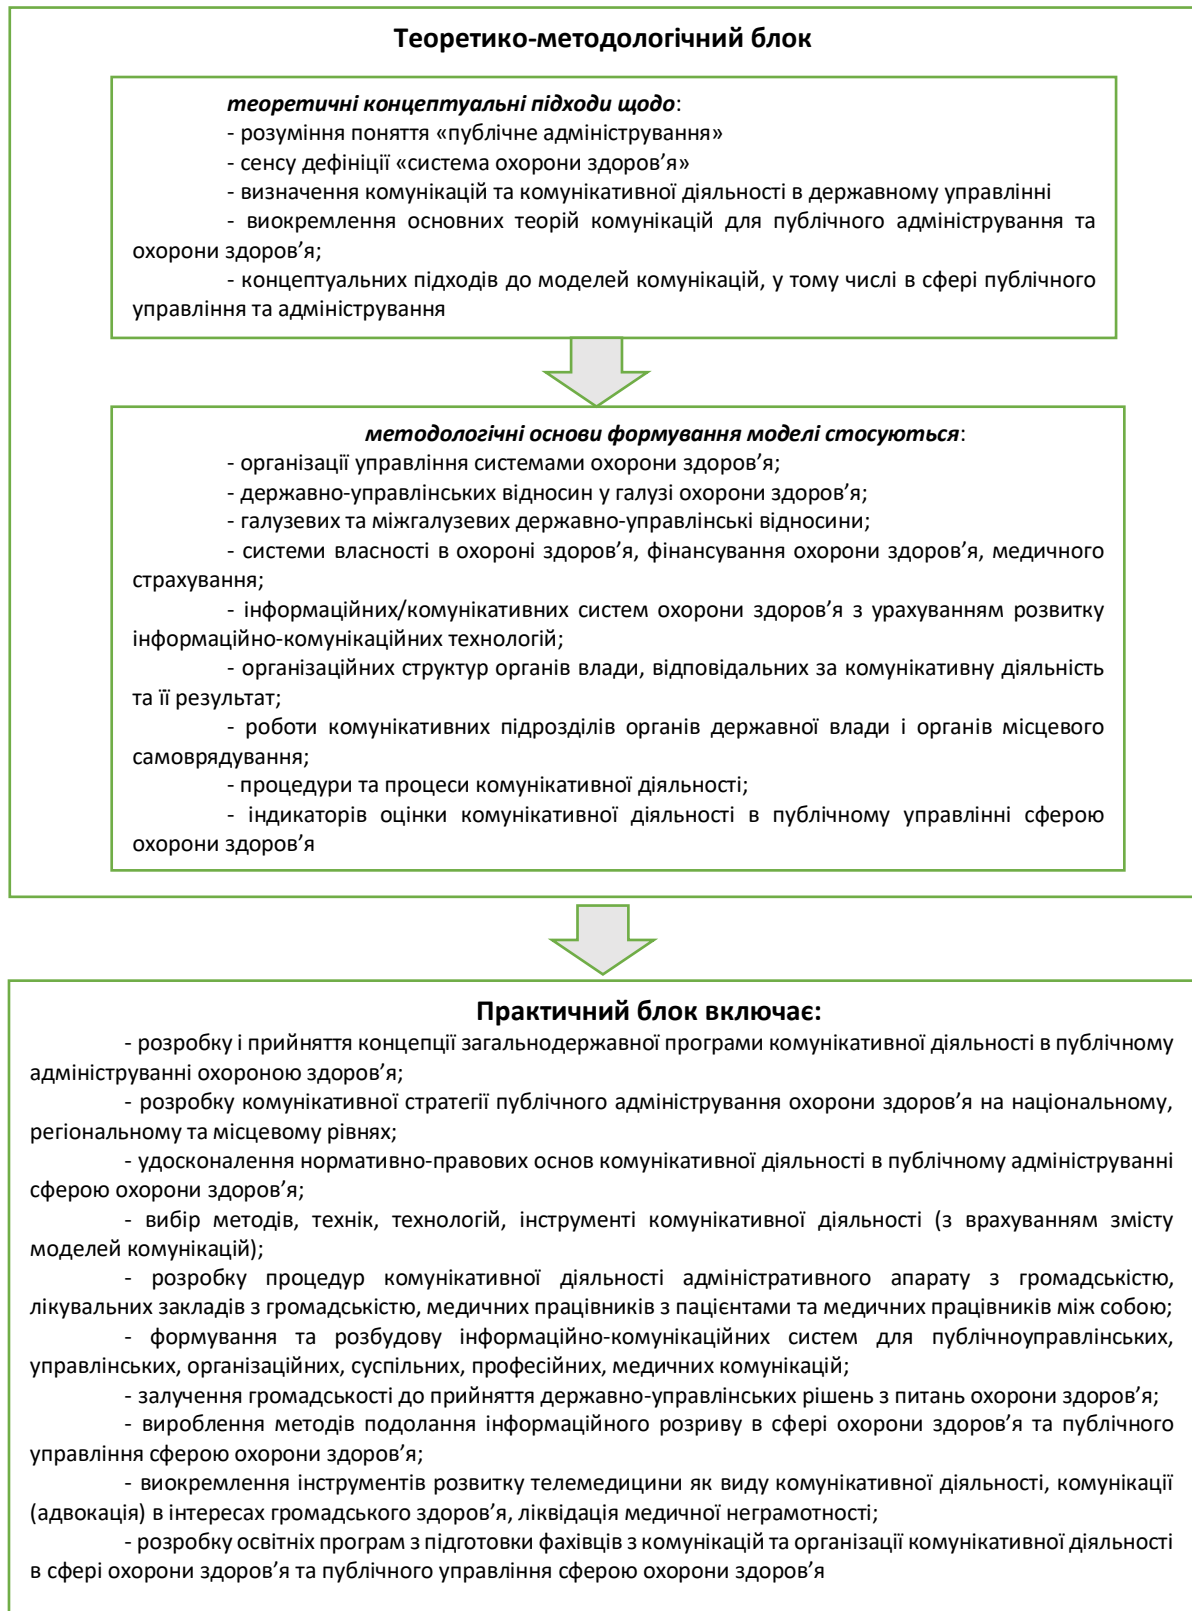 Теоретико-методологічний блок
теоретичні концептуальні підходи щодо:
- розуміння поняття «публічне адміністрування»
- сенсу дефініції «система охорони здоров’я»
- визначення комунікацій та комунікативної діяльності в державному управлінні
- виокремлення основних теорій комунікацій для публічного адміністрування та
охорони здоров’я;
- концептуальних підходів до моделей комунікацій, у тому числі в сфері публічного
управління та адміністрування
методологічні основи формування моделі стосуються:
- організації управління системами охорони здоров’я;
- державно-управлінських відносин у галузі охорони здоров’я;
- галузевих та міжгалузевих державно-управлінські відносини;
- системи власності в охороні здоров’я, фінансування охорони здоров’я, медичного
страхування;
- інформаційних/комунікативних систем охорони здоров’я з урахуванням розвитку
інформаційно-комунікаційних технологій;
- організаційних структур органів влади, відповідальних за комунікативну діяльність
та її результат;
- роботи комунікативних підрозділів органів державної влади і органів місцевого
самоврядування;
- процедури та процеси комунікативної діяльності;
- індикаторів оцінки комунікативної діяльності в публічному управлінні сферою
охорони здоров’я
Практичний блок включає:
- розробку і прийняття концепції загальнодержавної програми комунікативної діяльності в публічному
адмініструванні охороною здоров’я;
- розробку комунікативної стратегії публічного адміністрування охорони здоров’я на національному,
регіональному та місцевому рівнях;
- удосконалення нормативно-правових основ комунікативної діяльності в публічному адмініструванні
сферою охорони здоров’я;
- вибір методів, технік, технологій, інструменті комунікативної діяльності (з врахуванням змісту
моделей комунікацій);
- розробку процедур комунікативної діяльності адміністративного апарату з громадськістю,
лікувальних закладів з громадськістю, медичних працівників з пацієнтами та медичних працівників між собою;
- формування та розбудову інформаційно-комунікаційних систем для публічноуправлінських,
управлінських, організаційних, суспільних, професійних, медичних комунікацій;
- залучення громадськості до прийняття державно-управлінських рішень з питань охорони здоров’я;
- вироблення методів подолання інформаційного розриву в сфері охорони здоров’я та публічного
управління сферою охорони здоров’я;
- виокремлення інструментів розвитку телемедицини як виду комунікативної діяльності, комунікації
(адвокація) в інтересах громадського здоров’я, ліквідація медичної неграмотності;
- розробку освітніх програм з підготовки фахівців з комунікацій та організації комунікативної діяльності
в сфері охорони здоров’я та публічного управління сферою охорони здоров’я